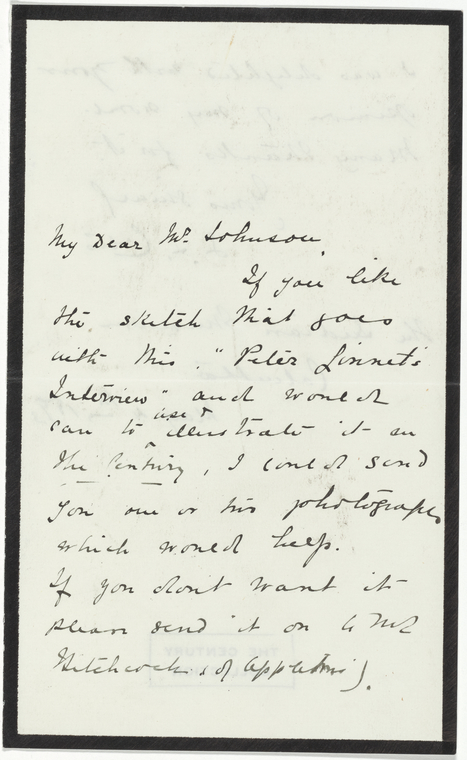 My Dear Mr Johnson,
If you like
the sketch that goes
with this, "Peter Linnet's
Interview" and would
use &
care to illustrate it in
The Century, I could send
you one or two photographs
which would help.
If you dont want it
please send it on to Mr
Hitchcock, (of Appletons).
THE CENTURY